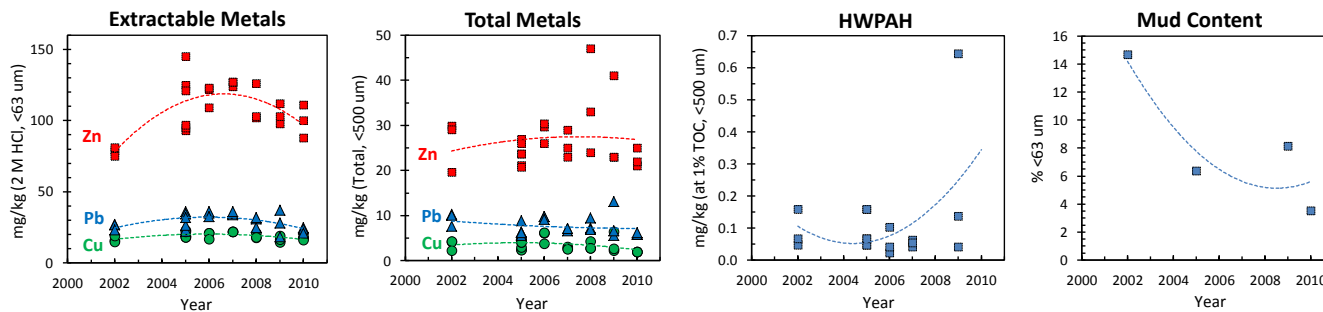 Extractable Metals
mg/kg (2 M HCl, <63 um)
150
100
50
0
Zn
Pb
Cu
2000 2002 2004 2006 2008 2010
Year
Total Metals
mg/kg (Total, <500 um)
50
40
30
20
10
0
Zn
Pb
Cu
2000 2002 2004 2006 2008 2010
Year
HWPAH
mg/kg (at 1% TOC, <500 um)
0.7
0.6
0.5
0.4
0.3
0.2
0.1
0.0
2000 2002 2004 2006 2008 2010
Year
Mud Content
% <63 um
16
14
12
10
8
6
4
2
0
2000 2002 2004 2006 2008 2010
Year